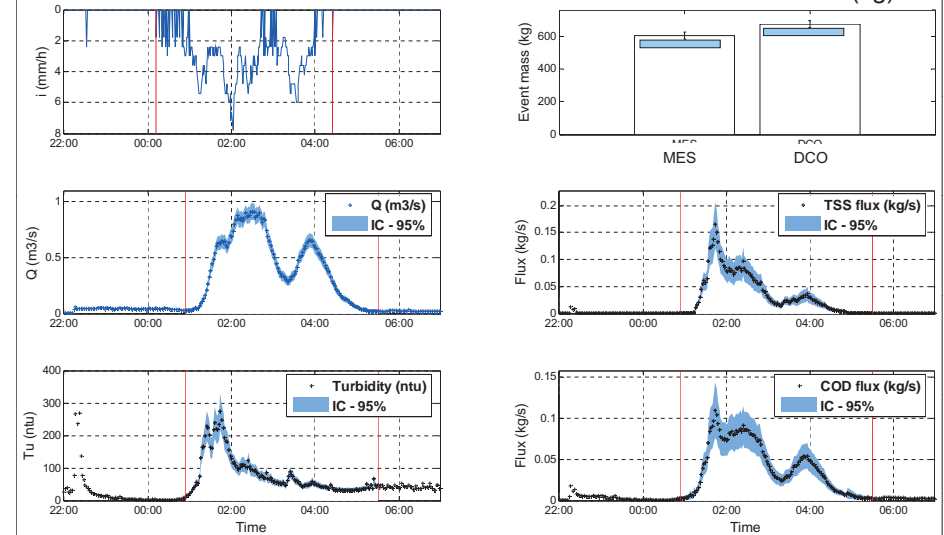 0
2
4
6
8
i (mm/h)
22:00 00:00 02:00 04:00 06:00
600
400
200
0
Event mass (kg)
MES DCO
1
0.5
0
Q (m3/s)
Q (m3/s)
IC - 95%
22:00 00:00 02:00 04:00 06:00
0.2
0.15
0.1
0.05
0
Flux (kg/s)
TSS flux (kg/s)
IC - 95%
22:00 00:00 02:00 04:00 06:00
400
300
200
100
0
Tu (ntu)
Turbidity (ntu)
IC - 95%
22:00 00:00 02:00 04:00 06:00
Time
0.15
0.1
0.05
0
Flux (kg/s)
COD flux (kg/s)
IC - 95%
22:00 00:00 02:00 04:00 06:00
Time